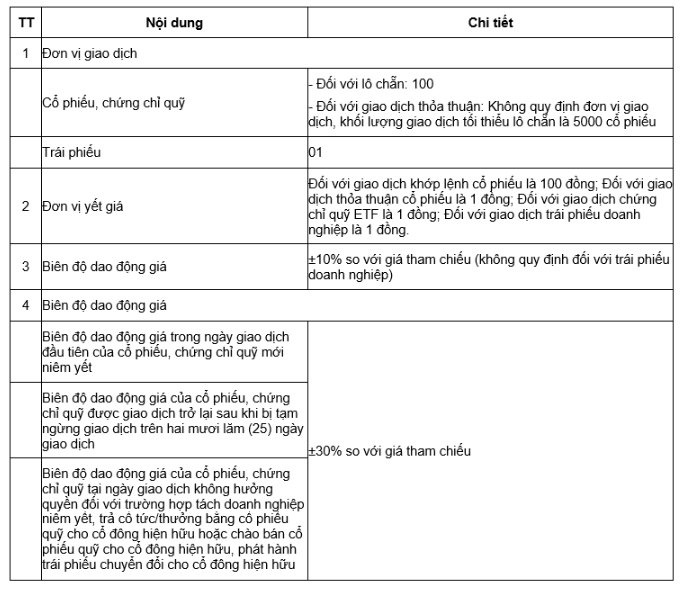 TT Nội dung Chi tiết
1 Đơn vị giao dịch
Cổ phiếu, chứng chỉ quỹ
- Đối với lô chẵn: 100
- Đối với giao dịch thỏa thuận: Không quy định đơn vị giao
dịch, khối lượng giao dịch tối thiểu lô chẵn là 5000 cổ phiếu
Trái phiếu 01
2 Đơn vị yết giá
Đối với giao dịch khớp lệnh cổ phiếu là 100 đồng; Đối với giao
dịch thỏa thuận cổ phiếu là 1 đồng; Đối với giao dịch chứng
chỉ quỹ ETF là 1 đồng; Đối với giao dịch trái phiếu doanh
nghiệp là 1 đồng.
3 Biên độ dao động giá
±10% so với giá tham chiếu (không quy định đối với trái phiếu
doanh nghiệp)
4 Biên độ dao động giá
Biên độ dao động giá trong ngày giao dịch
đầu tiên của cổ phiếu, chứng chỉ quỹ mới
niêm yết
Biên độ dao động giá của cổ phiếu, chứng
chỉ quỹ được giao dịch trở lại sau khi bị tạm
ngừng giao dịch trên hai mươi lăm (25) ngày
giao dịch
Biên độ dao động giá của cổ phiếu, chứng
chỉ quỹ tại ngày giao dịch không hưởng
quyền đối với trường hợp tách doanh nghiệp
niêm yết, trả cổ tức/thưởng bằng cổ phiếu
quỹ cho cổ đông hiện hữu hoặc chào bán cổ
phiếu quỹ cho cổ đông hiện hữu, phát hành
trái phiếu chuyển đổi cho cổ đông hiện hữu
±30% so với giá tham chiếu